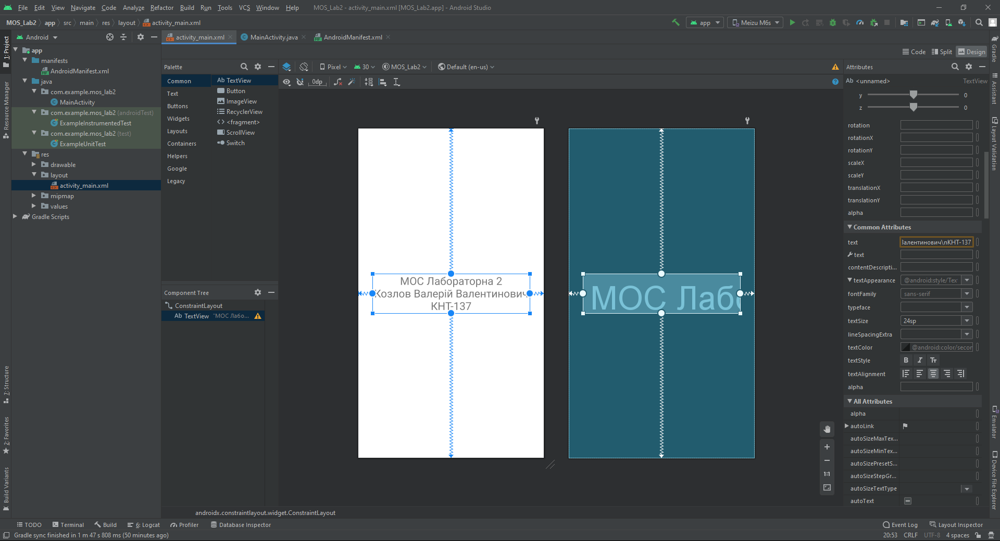 File Edit View Navigate Code Analyze Refactor Build Run Tools VCS Window Help MOS_Lab2 - activity_main.xml [MOS_Lab2.app] - Android Studio
MOS_Lab2 app src main res layout activity_main.xml app Meizu M6s
Android activity_main.xml MainActivity.java AndroidManifest.xml
Code Split Design
1: Project
Resource Manager
7: Structure
2: Favorites
Build Variants
app
manifests
AndroidManifest.xml
java
com.example.mos_lab2
MainActivity
com.example.mos_lab2 (androidTest)
ExampleInstrumentedTest
com.example.mos_lab2 (test)
ExampleUnitTest
res
drawable
layout
activity_main.xml
mipmap
values
Gradle Scripts
Palette
Common
Text
Buttons
Widgets
Layouts
Containers
Helpers
Google
Legacy
Ab TextView
Button
ImageView
RecyclerView
<fragment>
ScrollView
Switch
Component Tree
ConstraintLayout
Ab TextView "МОС Лабо...
Pixel 30 MOS_Lab2 Default (en-us)
0dp
МОС Лабораторна 2
Козлов Валерій Валентинович
КНТ-137
МОС Лаб
1:1
androidx.constraintlayout.widget.ConstraintLayout
Attributes
Ab <unnamed> TextView
y 0
z 0
rotation
rotationX
rotationY
scaleX
scaleY
translationX
translationY
alpha
Common Attributes
text Валентинович\nКНТ-137
text
contentDescripti...
textAppearance @android:style/Tex
fontFamily sans-serif
typeface
textSize 24sp
lineSpacingExtra
textColor @android:color/secor
textStyle B I Tт
textAlignment
alpha
All Attributes
alpha
autoLink
autoSizeMaxTex...
autoSizeMinTex...
autoSizePresetS...
autoSizeStepGr...
autoSizeTextType
autoText
Gradle
Assistant
Layout Validation
Emulator
Device File Explorer
TODO Terminal Build 6: Logcat Profiler Database Inspector Event Log Layout Inspector
Gradle sync finished in 1 m 47 s 808 ms (50 minutes ago) 20:53 CRLF UTF-8 4 spaces